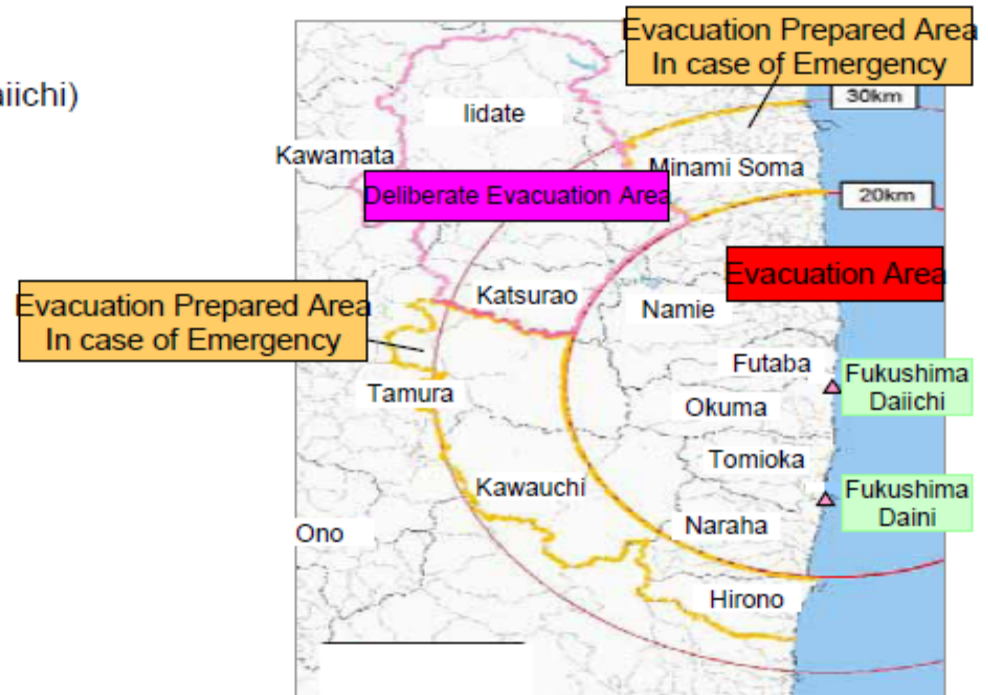 aiichi)
Evacuation Prepared Area
In case of Emergency
30km
Iidate
Kawamata
Minami Soma
Deliberate Evacuation Area
20km
Evacuation Area
Katsurao
Namie
Evacuation Prepared Area
In case of Emergency
Futaba
Fukushima
Daiichi
Tamura
Okuma
Tomioka
Kawauchi
Fukushima
Daini
Naraha
Ono
Hirono